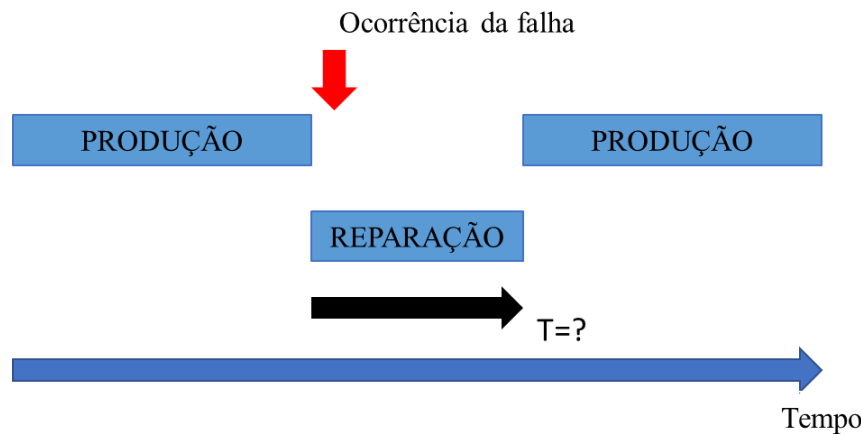 Ocorrência da falha
PRODUÇÃO
PRODUÇÃO
REPARAÇÃO
T=?
Tempo